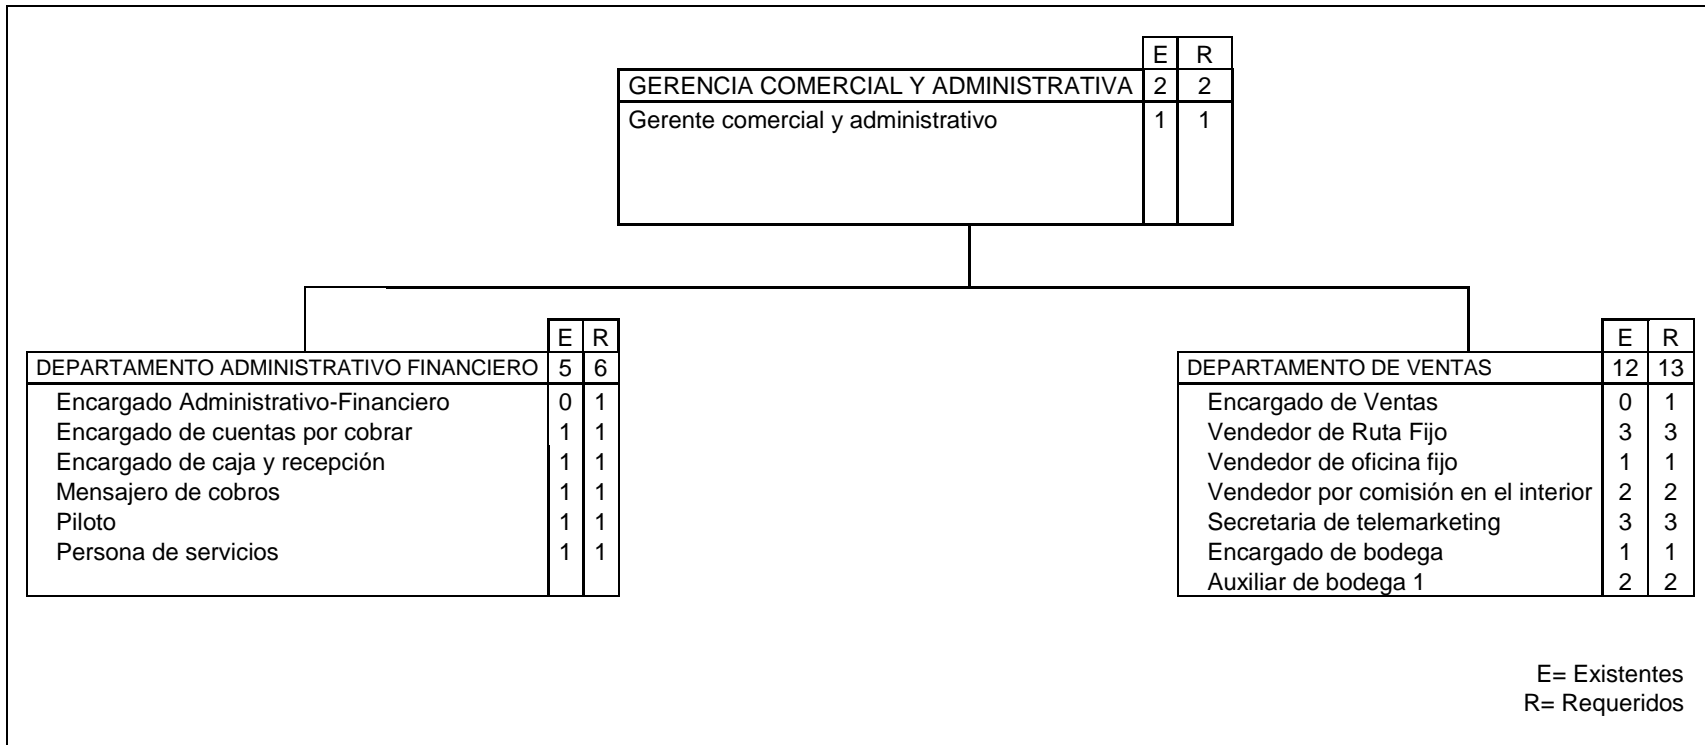 E R
GERENCIA COMERCIAL Y ADMINISTRATIVA 2 2
Gerente comercial y administrativo 1 1
E R
DEPARTAMENTO ADMINISTRATIVO FINANCIERO 5 6
Encargado Administrativo-Financiero 0 1
Encargado de cuentas por cobrar 1 1
Encargado de caja y recepción 1 1
Mensajero de cobros 1 1
Piloto 1 1
Persona de servicios 1 1
E R
DEPARTAMENTO DE VENTAS 12 13
Encargado de Ventas 0 1
Vendedor de Ruta Fijo 3 3
Vendedor de oficina fijo 1 1
Vendedor por comisión en el interior 2 2
Secretaria de telemarketing 3 3
Encargado de bodega 1 1
Auxiliar de bodega 1 2 2
E= Existentes
R= Requeridos